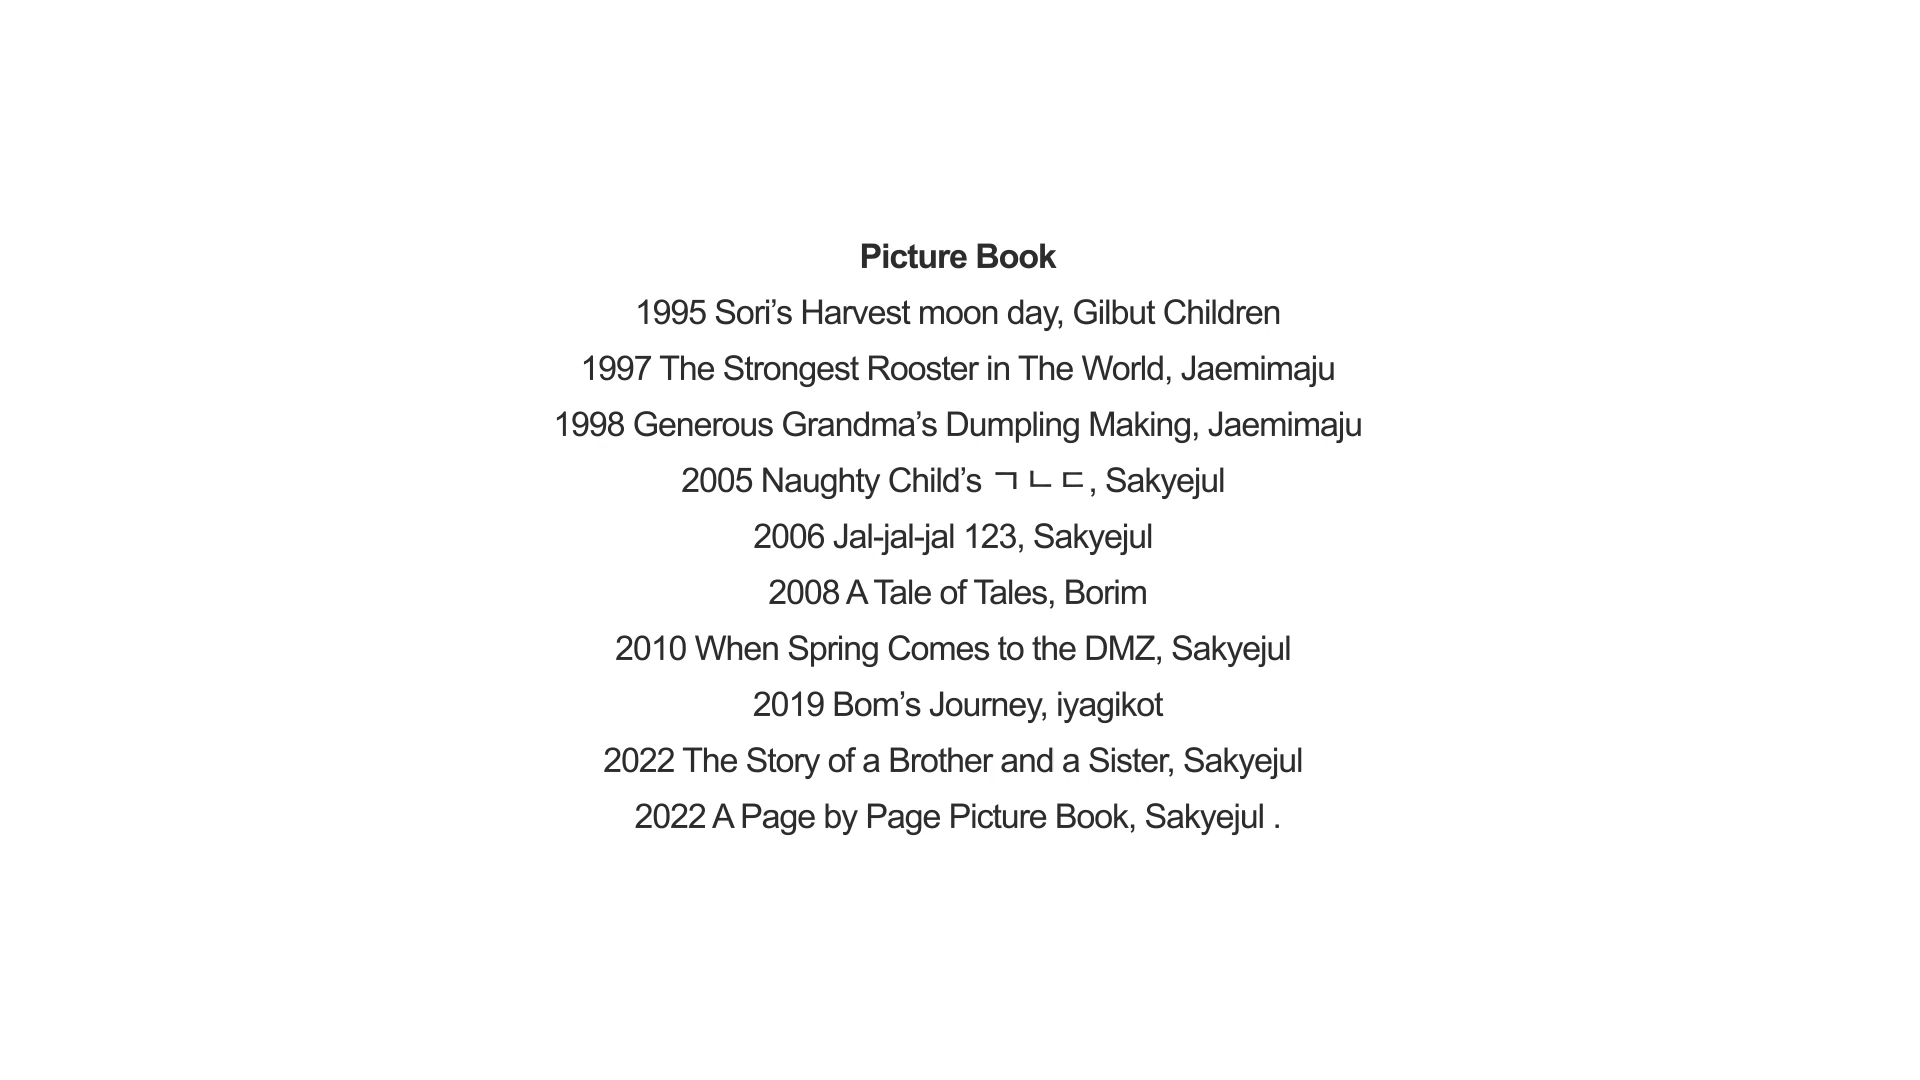 Picture Book
1995 Sori’s Harvest moon day, Gilbut Children
1997 The Strongest Rooster in The World, Jaemimaju
1998 Generous Grandma’s Dumpling Making, Jaemimaju
2005 Naughty Child’s ㄱㄴㄷ, Sakyejul
2006 Jal-jal-jal 123, Sakyejul
2008 A Tale of Tales, Borim
2010 When Spring Comes to the DMZ, Sakyejul
2019 Bom’s Journey, iyagikot
2022 The Story of a Brother and a Sister, Sakyejul
2022 A Page by Page Picture Book, Sakyejul .